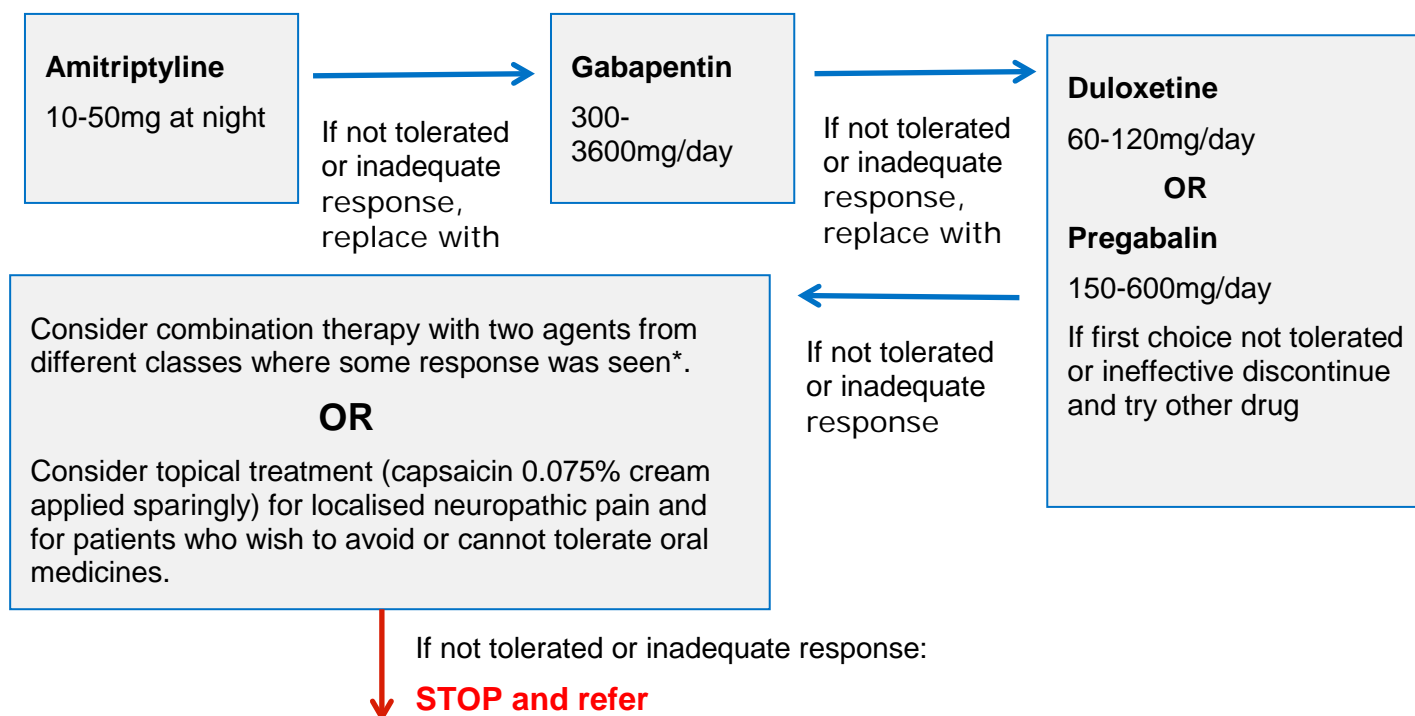 Amitriptyline
10-50mg at night
If not tolerated
or inadequate
response,
replace with
Gabapentin
300-
3600mg/day
If not tolerated
or inadequate
response,
replace with
Duloxetine
60-120mg/day
OR
Pregabalin
150-600mg/day
If first choice not tolerated
or ineffective discontinue
and try other drug
If not tolerated
or inadequate
response
Consider combination therapy with two agents from
different classes where some response was seen*.
OR
Consider topical treatment (capsaicin 0.075% cream
applied sparingly) for localised neuropathic pain and
for patients who wish to avoid or cannot tolerate oral
medicines.
If not tolerated or inadequate response:
STOP and refer